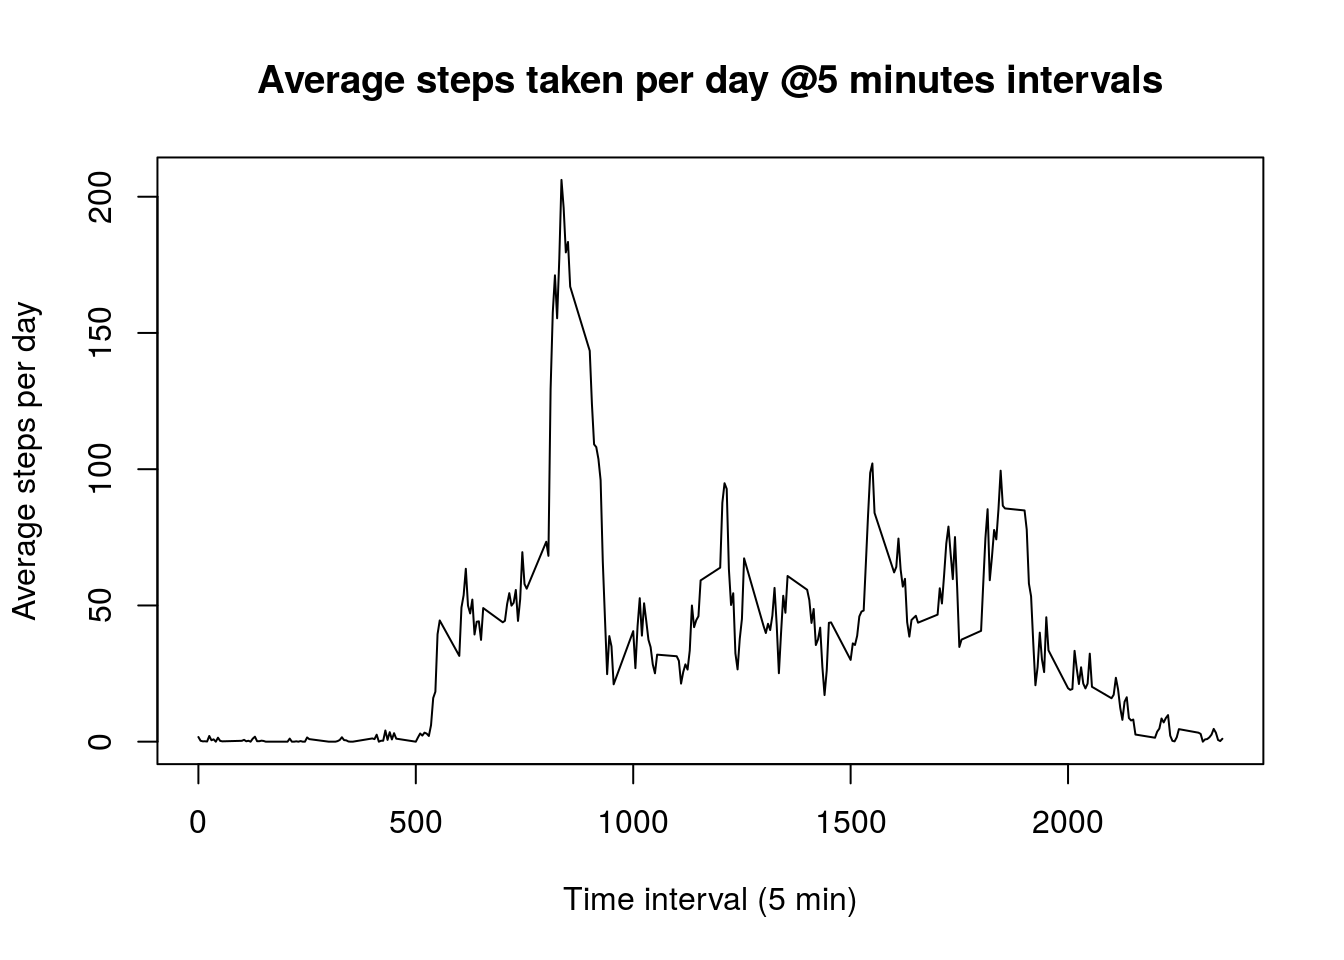 Average steps taken per day @5 minutes intervals
Average steps per day
200
150
100
50
0
0 500 1000 1500 2000
Time interval (5 min)